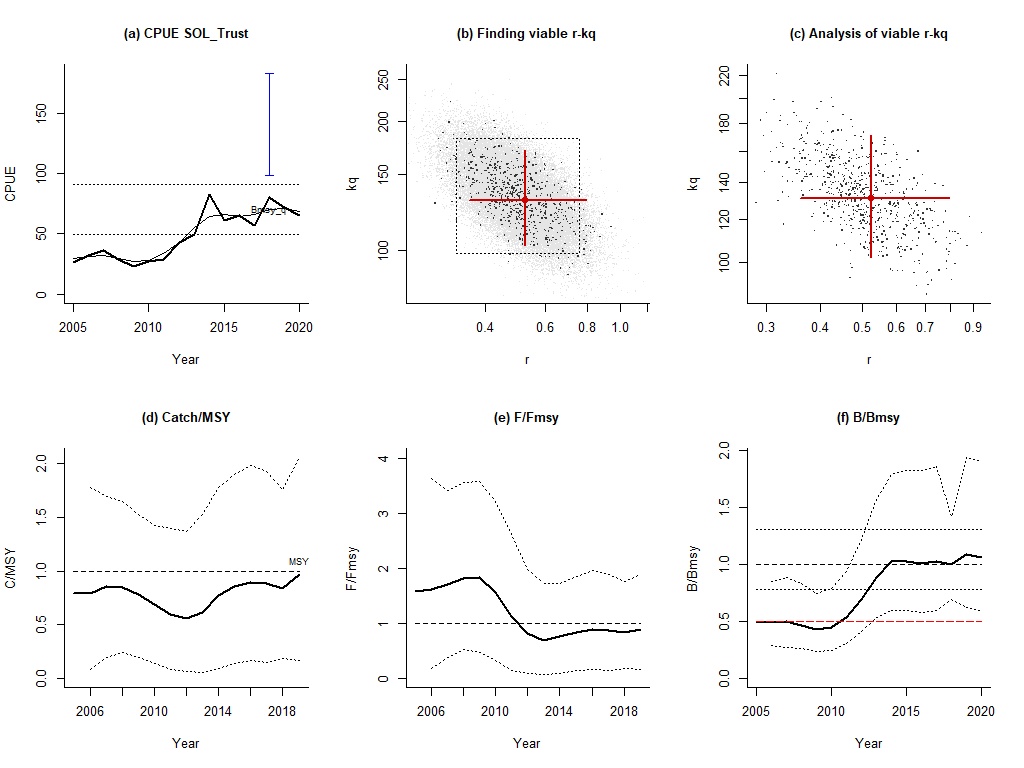 (a) CPUE SOL_Trust
CPUE
150
100
50
0
Bmsy_q
2005 2010 2015 2020
Year
(b) Finding viable r-kq
kq
250
200
150
100
0.4 0.6 0.8 1.0
r
(c) Analysis of viable r-kq
kq
220
180
140
120
100
0.3 0.4 0.5 0.6 0.7 0.9
r
(d) Catch/MSY
C/MSY
2.0
1.5
1.0
0.5
0.0
MSY
2006 2010 2014 2018
Year
(e) F/Fmsy
F/Fmsy
4
3
2
1
0
2006 2010 2014 2018
Year
(f) B/Bmsy
B/Bmsy
2.0
1.5
1.0
0.5
0.0
2005 2010 2015 2020
Year